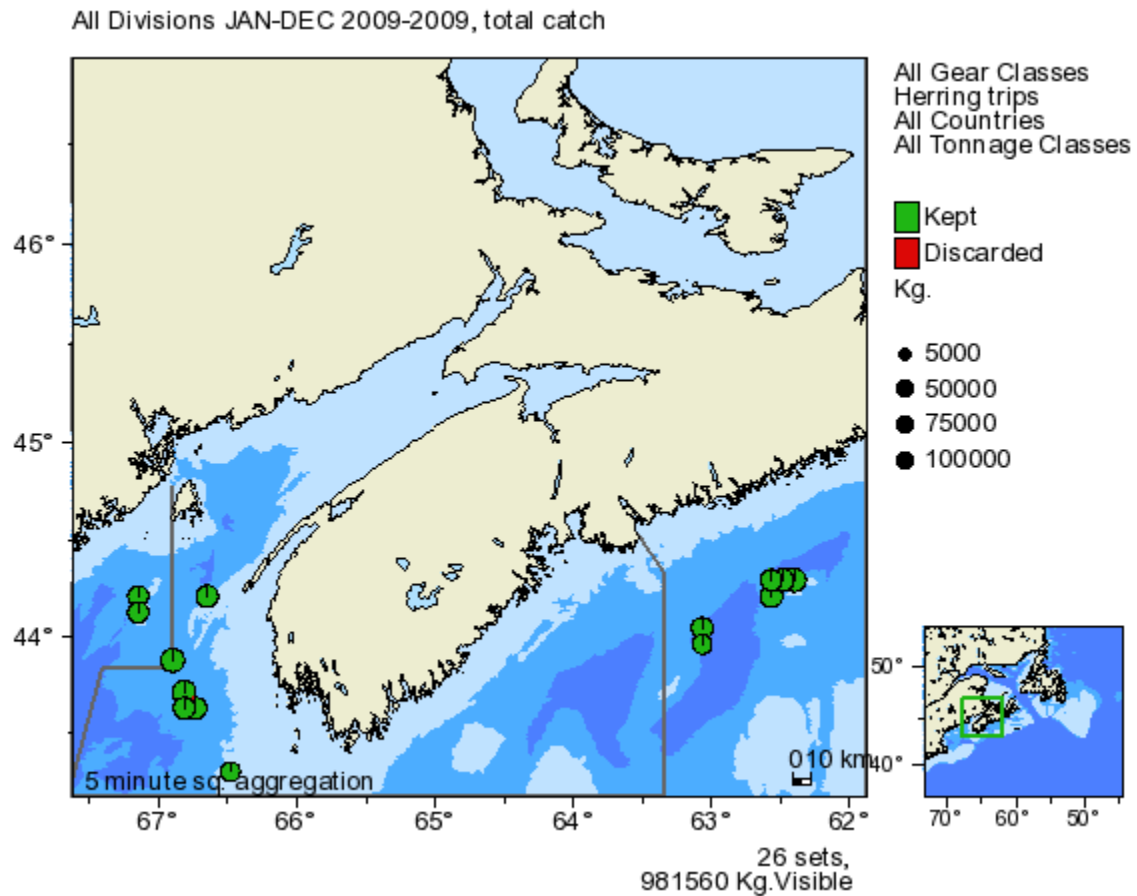 All Divisions JAN-DEC 2009-2009, total catch
All Gear Classes
Herring trips
All Countries
All Tonnage Classes
Kept
Discarded
Kg.
5000
50000
75000
100000
46°
45°
44°
5 minute sq. aggregation
010 km.
67° 66° 65° 64° 63° 62°
50°
40°
70° 60° 50°
26 sets,
981560 Kg.Visible